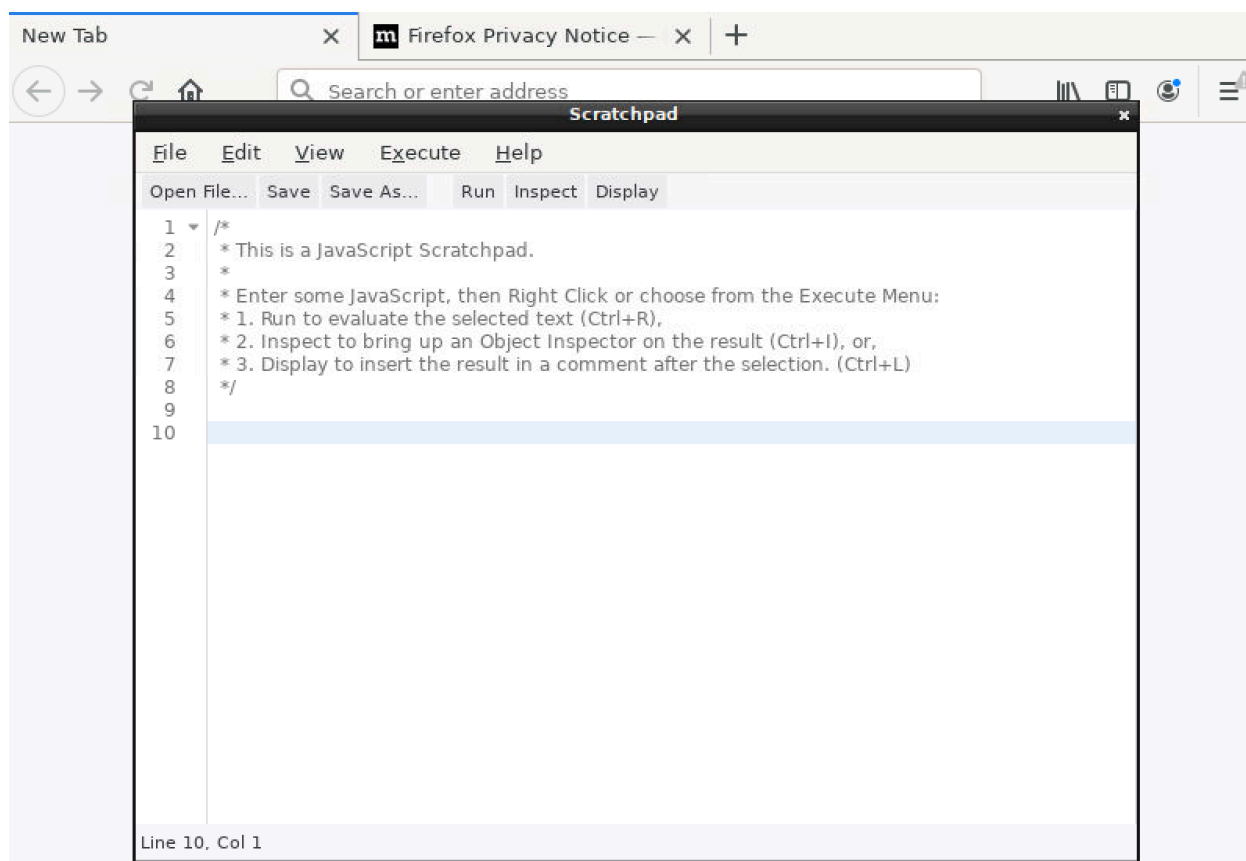 New Tab
m Firefox Privacy Notice —
Search or enter address
Scratchpad
File Edit View Execute Help
Open File... Save Save As... Run Inspect Display
1 /*
2 * This is a JavaScript Scratchpad.
3 *
4 * Enter some JavaScript, then Right Click or choose from the Execute Menu:
5 * 1. Run to evaluate the selected text (Ctrl+R),
6 * 2. Inspect to bring up an Object Inspector on the result (Ctrl+I), or,
7 * 3. Display to insert the result in a comment after the selection. (Ctrl+L)
8 */
9
10
Line 10, Col 1